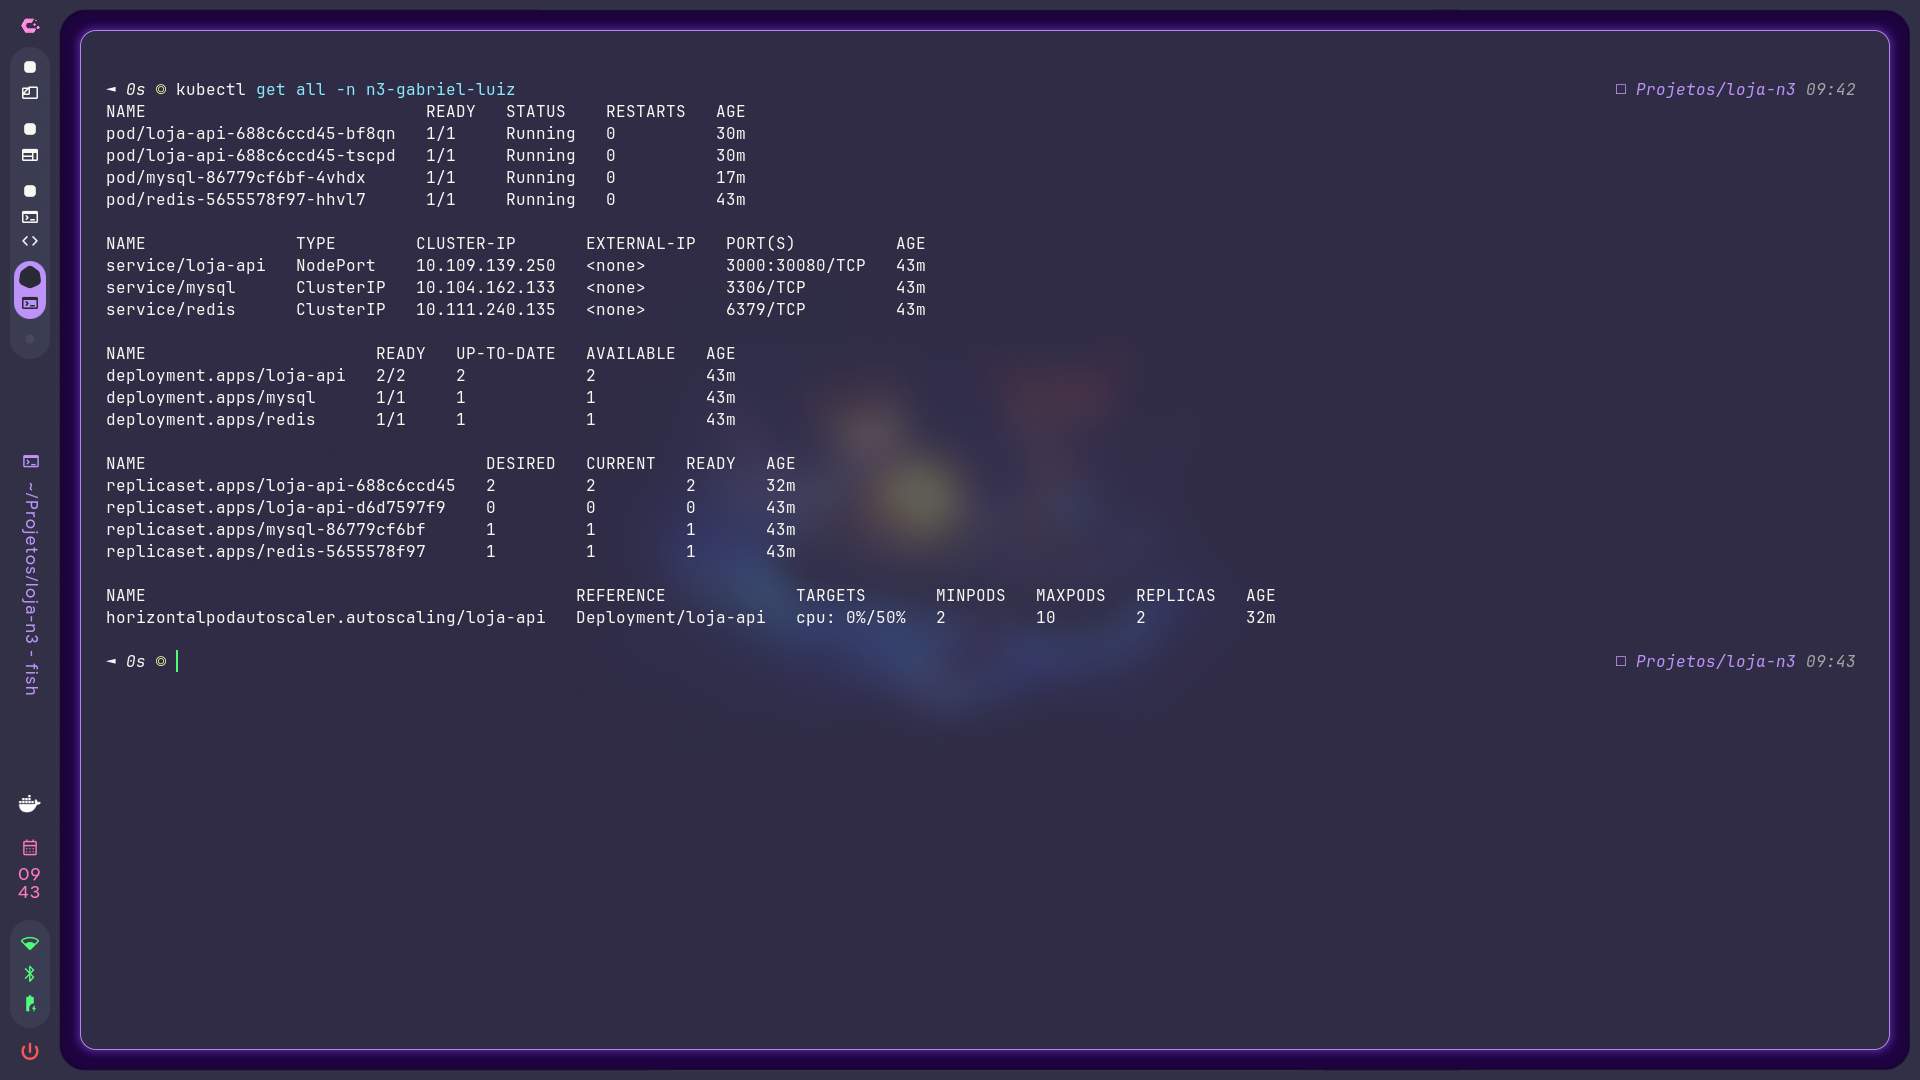 ◄ 0s ◎ kubectl get all -n n3-gabriel-luiz □ Projetos/loja-n3 09:42
NAME READY STATUS RESTARTS AGE
pod/loja-api-688c6ccd45-bf8qn 1/1 Running 0 30m
pod/loja-api-688c6ccd45-tscpd 1/1 Running 0 30m
pod/mysql-86779cf6bf-4vhdx 1/1 Running 0 17m
pod/redis-5655578f97-hhvl7 1/1 Running 0 43m
NAME TYPE CLUSTER-IP EXTERNAL-IP PORT(S) AGE
service/loja-api NodePort 10.109.139.250 <none> 3000:30080/TCP 43m
service/mysql ClusterIP 10.104.162.133 <none> 3306/TCP 43m
service/redis ClusterIP 10.111.240.135 <none> 6379/TCP 43m
NAME READY UP-TO-DATE AVAILABLE AGE
deployment.apps/loja-api 2/2 2 2 43m
deployment.apps/mysql 1/1 1 1 43m
deployment.apps/redis 1/1 1 1 43m
NAME DESIRED CURRENT READY AGE
replicaset.apps/loja-api-688c6ccd45 2 2 2 32m
replicaset.apps/loja-api-d6d7597f9 0 0 0 43m
replicaset.apps/mysql-86779cf6bf 1 1 1 43m
replicaset.apps/redis-5655578f97 1 1 1 43m
NAME REFERENCE TARGETS MINPODS MAXPODS REPLICAS AGE
horizontalpodautoscaler.autoscaling/loja-api Deployment/loja-api cpu: 0%/50% 2 10 2 32m
◄ 0s ◎ □ Projetos/loja-n3 09:43
~/Projetos/loja-n3 - fish
09
43